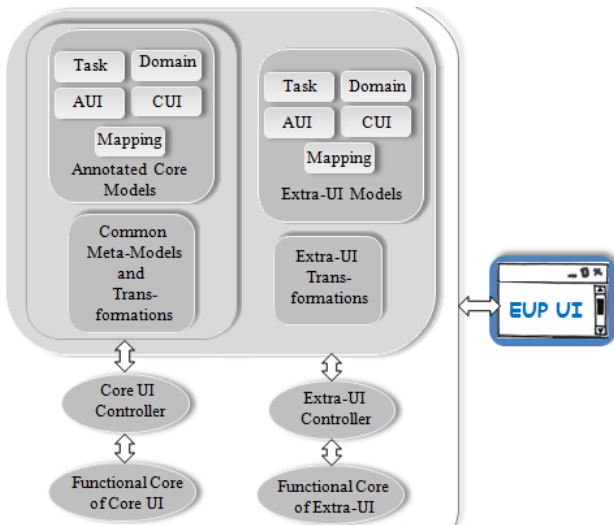 Task
Domain
AUI
CUI
Mapping
Annotated Core
Models
Common
Meta-Models
and
Trans-
formations
Task
Domain
AUI
CUI
Mapping
Extra-UI Models
Extra-UI
Trans-
formations
EUP UI
Core UI
Controller
Extra-UI
Controller
Functional Core
of Core UI
Functional Core
of Extra-UI